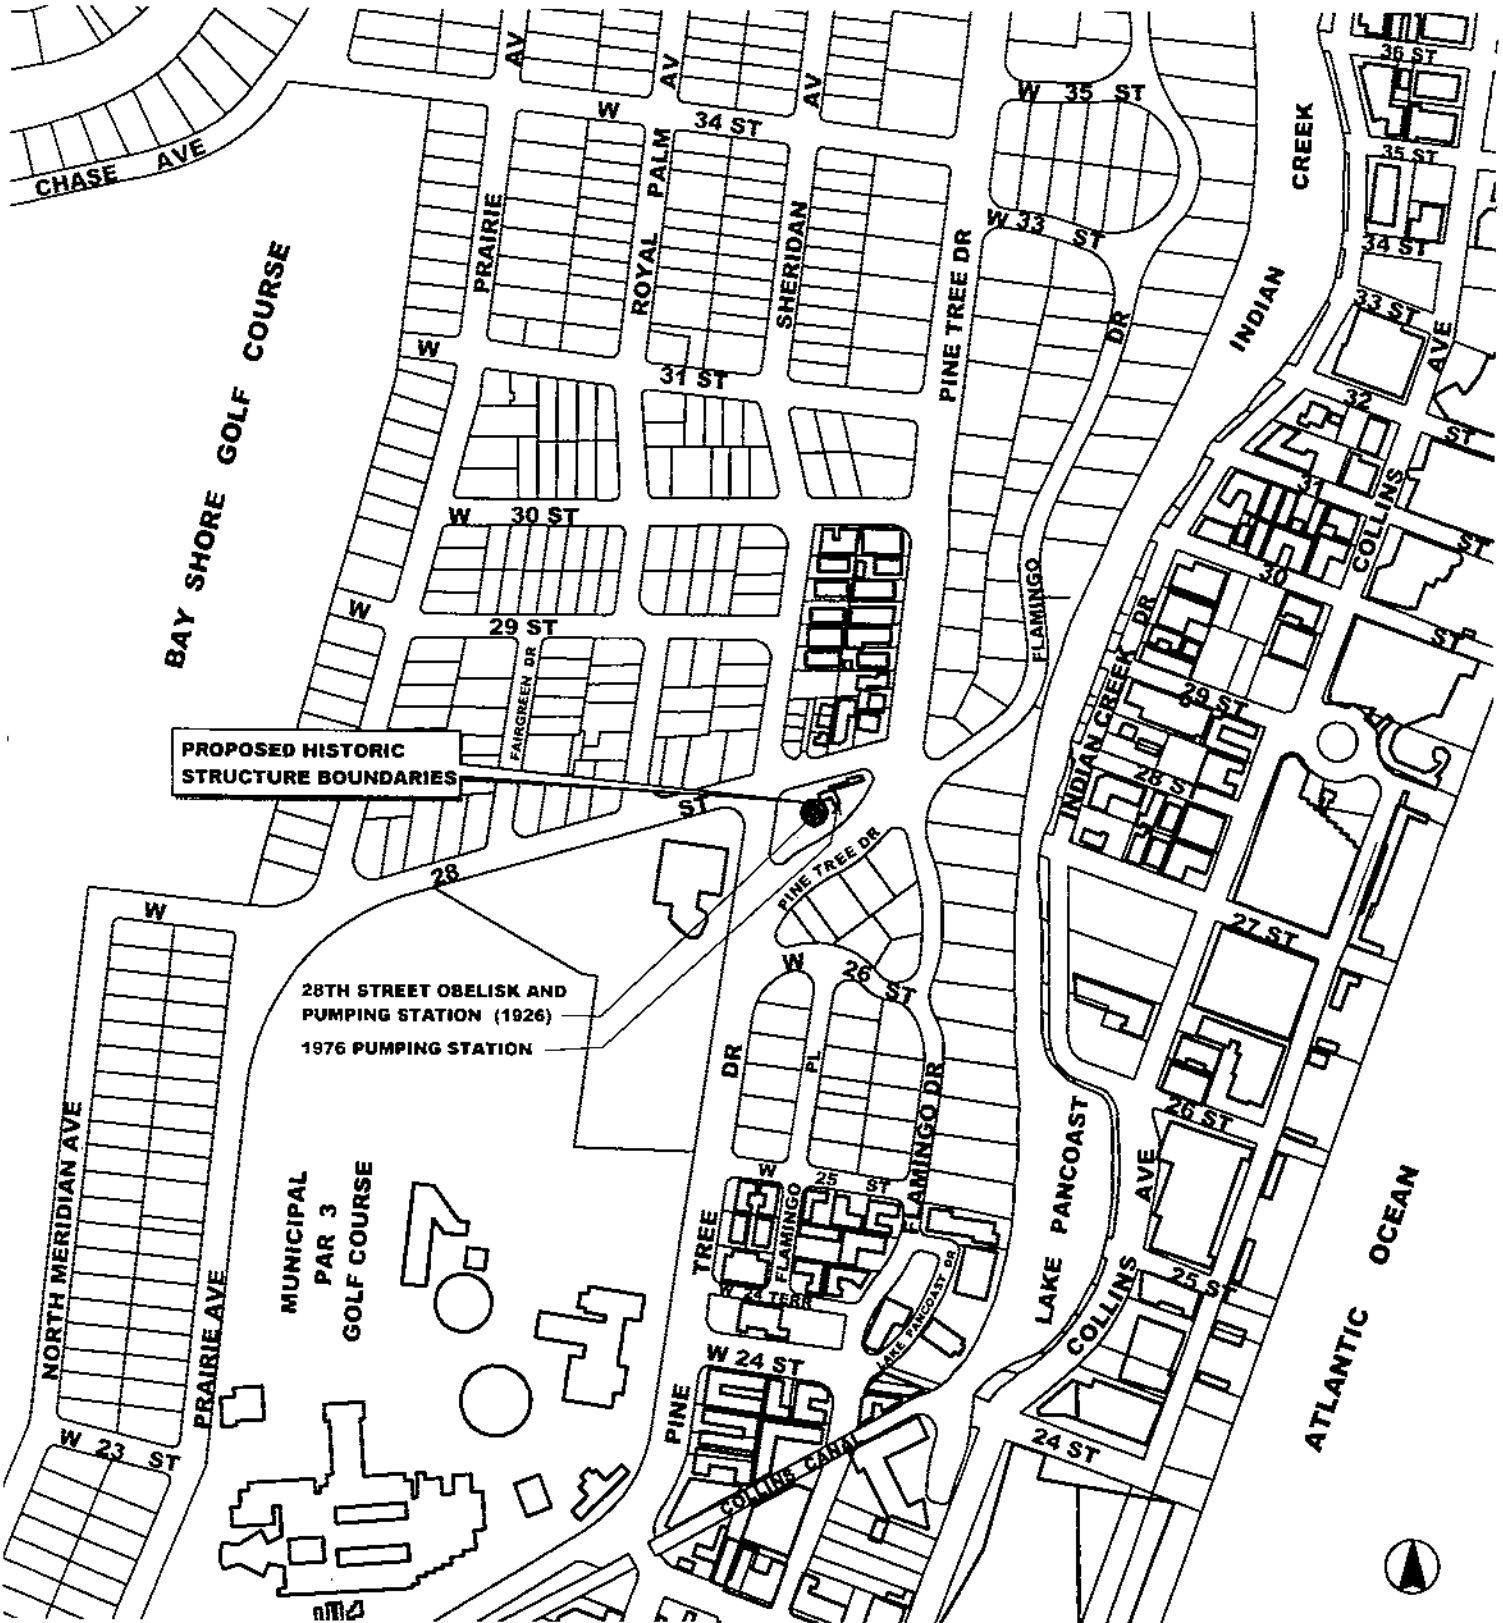 36 ST
AV
AV
AV
W 35 ST
W 34 ST
CREEK
35 ST
CHASE AVE
PALM
ROYAL
PRAIRIE
SHERIDAN
W 33 ST
PINE TREE DR
34 ST
INDIAN
33 ST
DR
AVE
BAY SHORE GOLF COURSE
W 31 ST
32 ST
31 ST
COLLINS
W 30 ST
30 ST
FLAMINGO
W 29 ST
FAIRGREEN DR
INDIAN CREEK DR
29 ST
PROPOSED HISTORIC
STRUCTURE BOUNDARIES
28 S
ST
28
W
PINE TREE DR
27 ST
W 26 ST
28TH STREET OBELISK AND
PUMPING STATION (1926)
1976 PUMPING STATION
DR
PL
FLAMINGO DR
26 ST
NORTH MERIDIAN AVE
LAKE PANCOAST
AVE
MUNICIPAL
PAR 3
GOLF COURSE
W 25 ST
TREE
FLAMINGO
ATLANTIC OCEAN
25 ST
COLLINS
PRAIRIE AVE
W 24 TERR
LAKE PANCOAST DR
W 24 ST
PINE
W 23 ST
COLLINS CANAL
24 ST